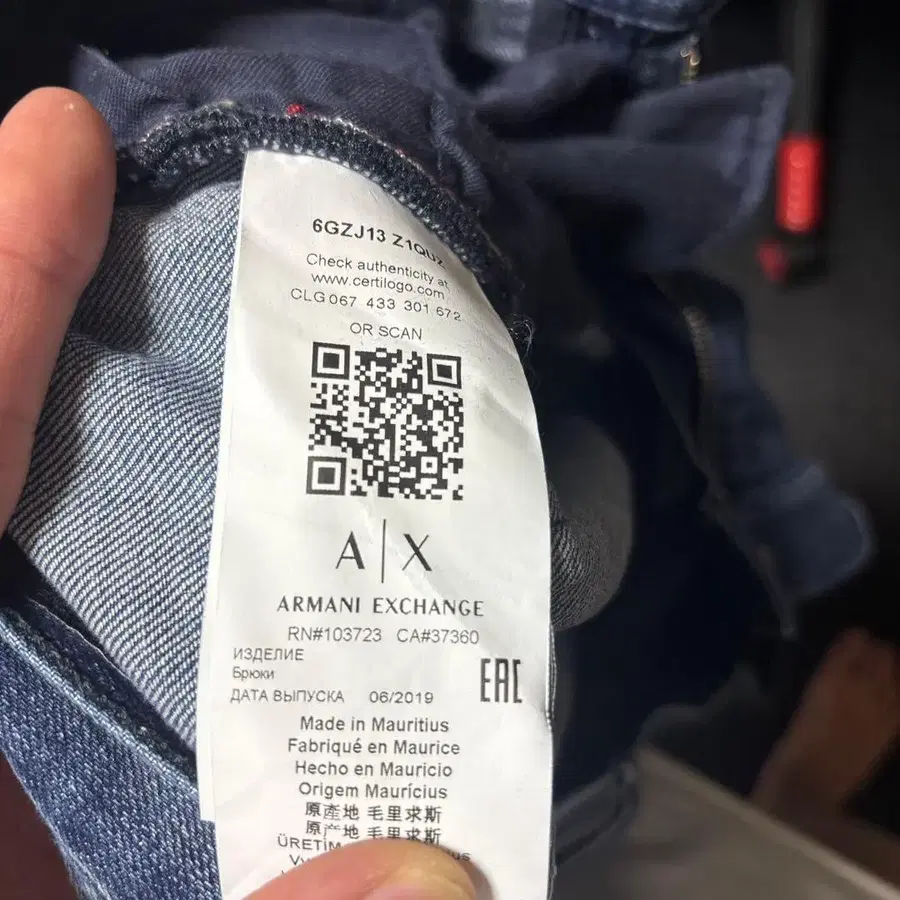 6GZJ13 Z1QUZ
Check authenticity at
www.certilogo.com
CLG 067 433 301 672
OR SCAN
A|X
ARMANI EXCHANGE
RN#103723 CA#37360
ИЗДЕЛИЕ
Брюки
ДАТА ВЫПУСКА 06/2019
EAC
Made in Mauritius
Fabriqué en Maurice
Hecho en Mauricio
Origem Maurícius
原產地 毛里求斯
原产地 毛里求斯